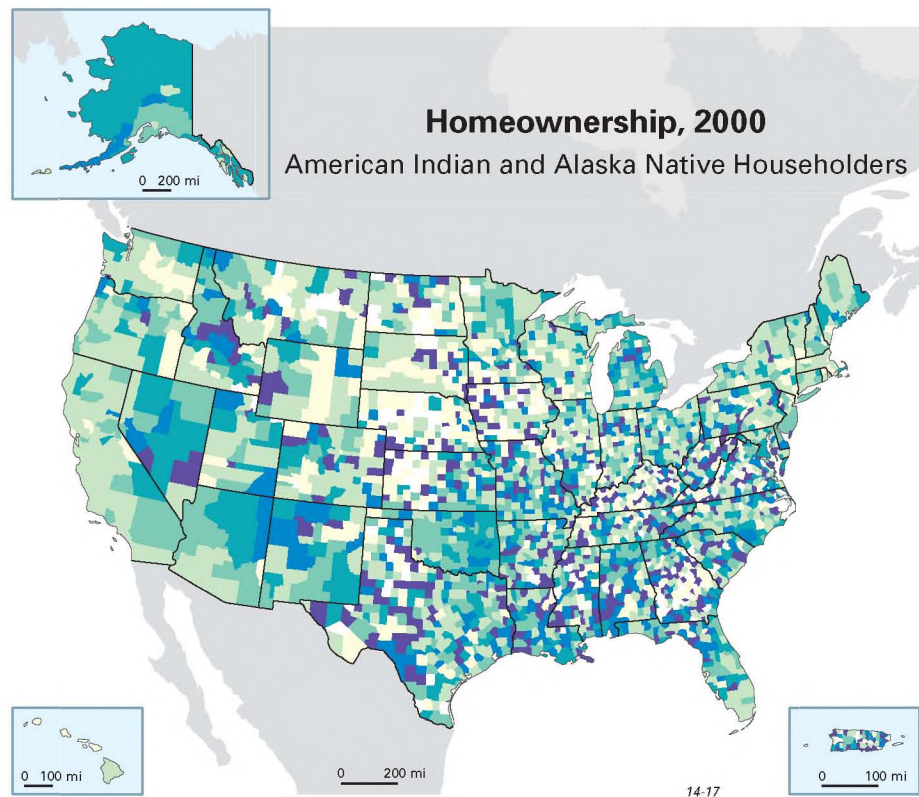 Homeownership, 2000
American Indian and Alaska Native Householders
0 200 mi
0 100 mi
0 200 mi
0 100 mi
14-17